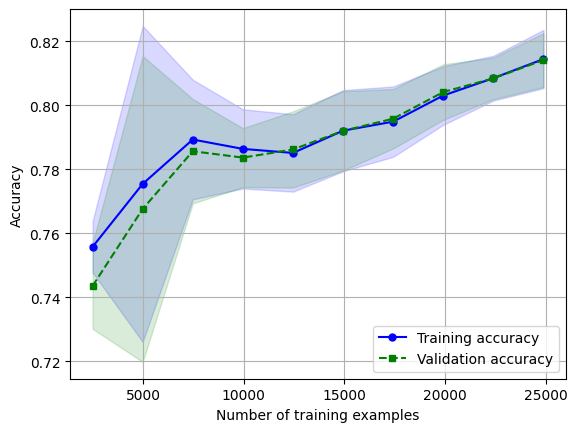 0.82
0.80
0.78
0.76
0.74
0.72
Accuracy
5000 10000 15000 20000 25000
Number of training examples
Training accuracy
Validation accuracy